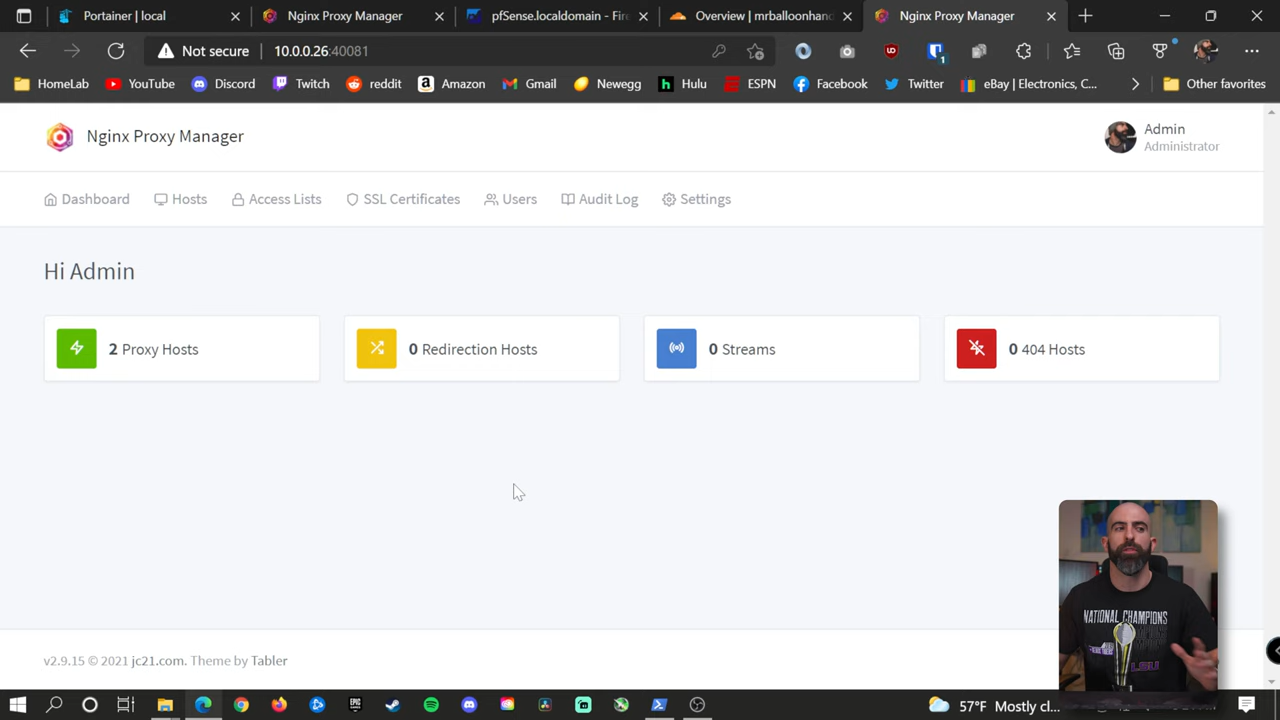 Portainer | local
Nginx Proxy Manager
pfSense.localdomain - Fire
Overview | mrballoonhand
Nginx Proxy Manager
Not secure
10.0.0.26:40081
HomeLab
YouTube
Discord
Twitch
reddit
Amazon
Gmail
Newegg
Hulu
ESPN
Facebook
Twitter
eBay | Electronics, C...
Other favorites
Nginx Proxy Manager
Admin
Administrator
Dashboard
Hosts
Access Lists
SSL Certificates
Users
Audit Log
Settings
Hi Admin
2 Proxy Hosts
0 Redirection Hosts
0 Streams
0 404 Hosts
NATIONAL CHAMPIONS
v2.9.15 © 2021 jc21.com. Theme by Tabler
57°F Mostly cl...